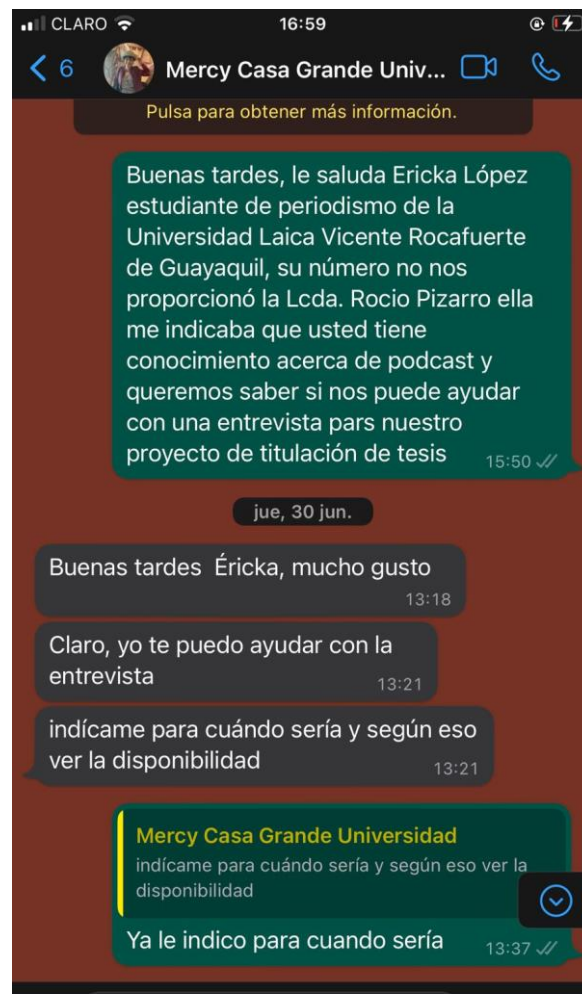 CLARO 16:59
6 Mercy Casa Grande Univ...
Pulsa para obtener más información.
Buenas tardes, le saluda Ericka López
estudiante de periodismo de la
Universidad Laica Vicente Rocafuerte
de Guayaquil, su número no nos
proporcionó la Lcda. Rocio Pizarro ella
me indicaba que usted tiene
conocimiento acerca de podcast y
queremos saber si nos puede ayudar
con una entrevista pars nuestro
proyecto de titulación de tesis 15:50
jue, 30 jun.
Buenas tardes Éricka, mucho gusto
13:18
Claro, yo te puedo ayudar con la
entrevista 13:21
indícame para cuándo sería y según eso
ver la disponibilidad 13:21
Mercy Casa Grande Universidad
indícame para cuándo sería y según eso ver la
disponibilidad
Ya le indico para cuando sería 13:37